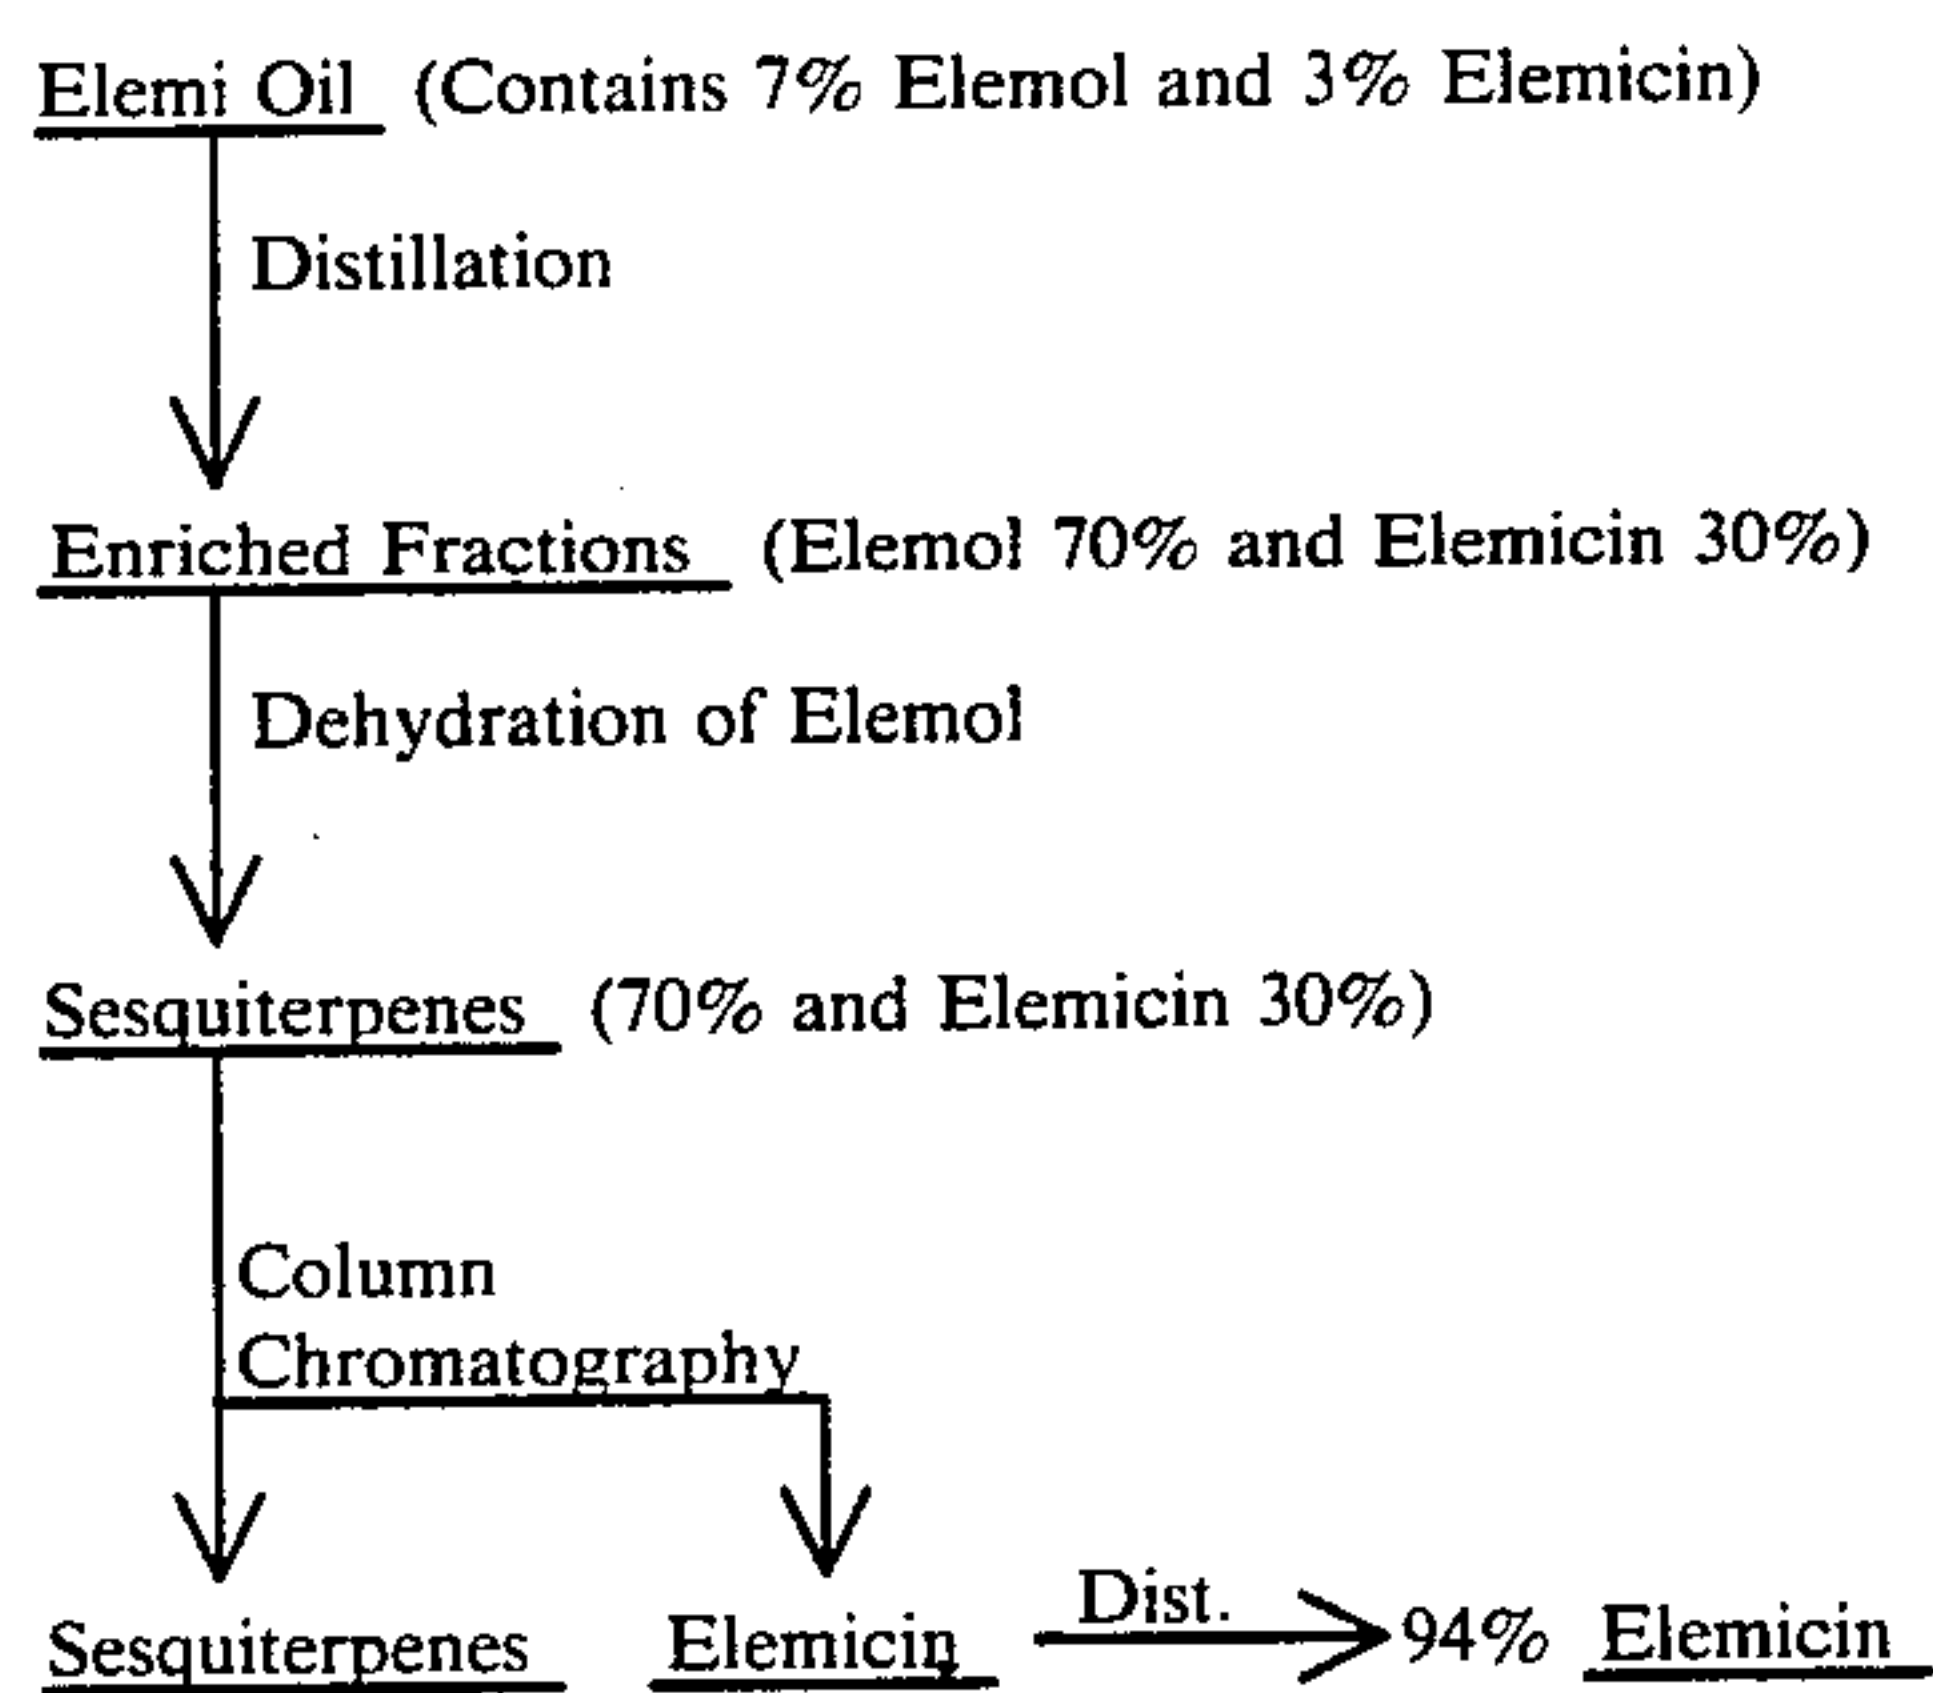 Elemi Oil (Contains 7% Elemol and 3% Elemicin)
Distillation
Enriched Fractions (Elemol 70% and Elemicin 30%)
Dehydration of Elemol
Sesquiterpenes (70% and Elemicin 30%)
Column
Chromatography
Sesquiterpenes Elemicin Dist. 94% Elemicin